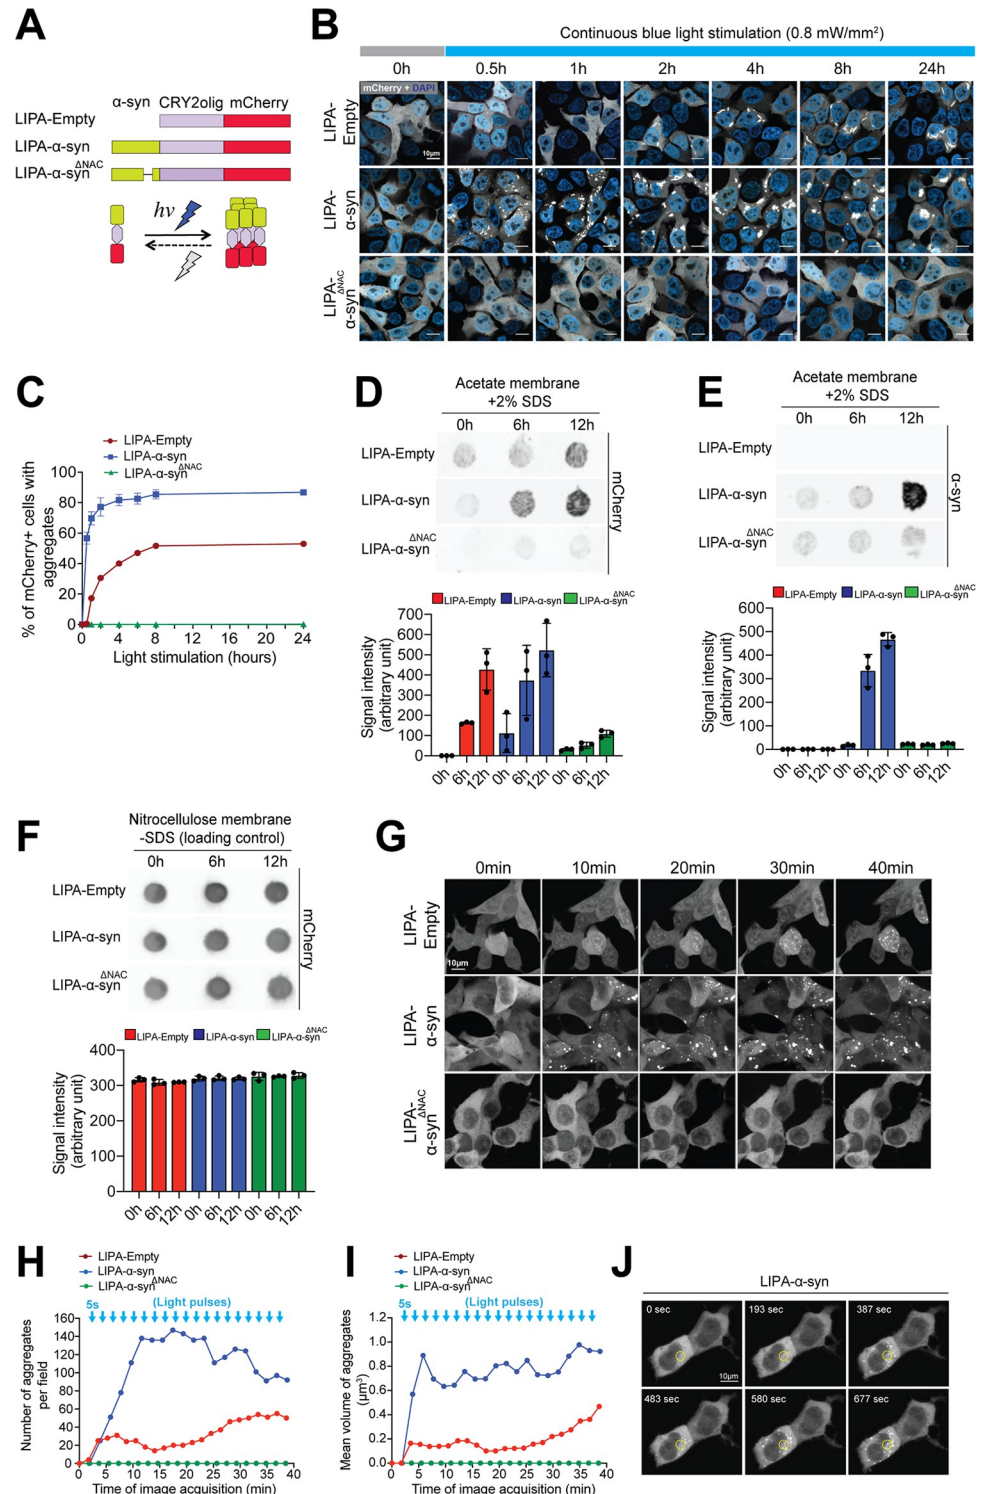 A
α-syn CRY2olig mCherry
LIPA-Empty
LIPA-α-syn
LIPA-α-syn ΔNAC
hν
B
Continuous blue light stimulation (0.8 mW/mm²)
0h 0.5h 1h 2h 4h 8h 24h
mCherry + DAPI
LIPA-Empty
10µm
LIPA-α-syn
LIPA-α-syn ΔNAC
C
LIPA-Empty
LIPA-α-syn
LIPA-α-syn ΔNAC
% of mCherry+ cells with aggregates
100
80
60
40
20
0
0 4 8 12 16 20 24
Light stimulation (hours)
D
Acetate membrane
+2% SDS
0h 6h 12h
LIPA-Empty
LIPA-α-syn
LIPA-α-syn ΔNAC
mCherry
LIPA-Empty LIPA-α-syn LIPA-α-syn ΔNAC
Signal intensity
(arbitrary unit)
700
600
500
400
300
200
100
0
0h 6h 12h 0h 6h 12h 0h 6h 12h
E
Acetate membrane
+2% SDS
0h 6h 12h
LIPA-Empty
LIPA-α-syn
LIPA-α-syn ΔNAC
α-syn
LIPA-Empty LIPA-α-syn LIPA-α-syn ΔNAC
Signal intensity
(arbitrary unit)
600
500
400
300
200
100
0
0h 6h 12h 0h 6h 12h 0h 6h 12h
F
Nitrocellulose membrane
-SDS (loading control)
0h 6h 12h
LIPA-Empty
LIPA-α-syn
LIPA-α-syn ΔNAC
mCherry
LIPA-Empty LIPA-α-syn LIPA-α-syn ΔNAC
Signal intensity
(arbitrary unit)
400
300
200
100
0
0h 6h 12h 0h 6h 12h 0h 6h 12h
G
0min 10min 20min 30min 40min
LIPA-Empty
10µm
LIPA-α-syn
LIPA-α-syn ΔNAC
H
LIPA-Empty
LIPA-α-syn
LIPA-α-syn ΔNAC
5s (Light pulses)
Number of aggregates
per field
160
140
120
100
80
60
40
20
0
0 5 10 15 20 25 30 35 40
Time of image acquisition (min)
I
LIPA-Empty
LIPA-α-syn
LIPA-α-syn ΔNAC
5s (Light pulses)
Mean volume of aggregates
(µm³)
1.2
1.0
0.8
0.6
0.4
0.2
0.0
0 5 10 15 20 25 30 35 40
Time of image acquisition (min)
J
LIPA-α-syn
0 sec 193 sec 387 sec
10µm
483 sec 580 sec 677 sec